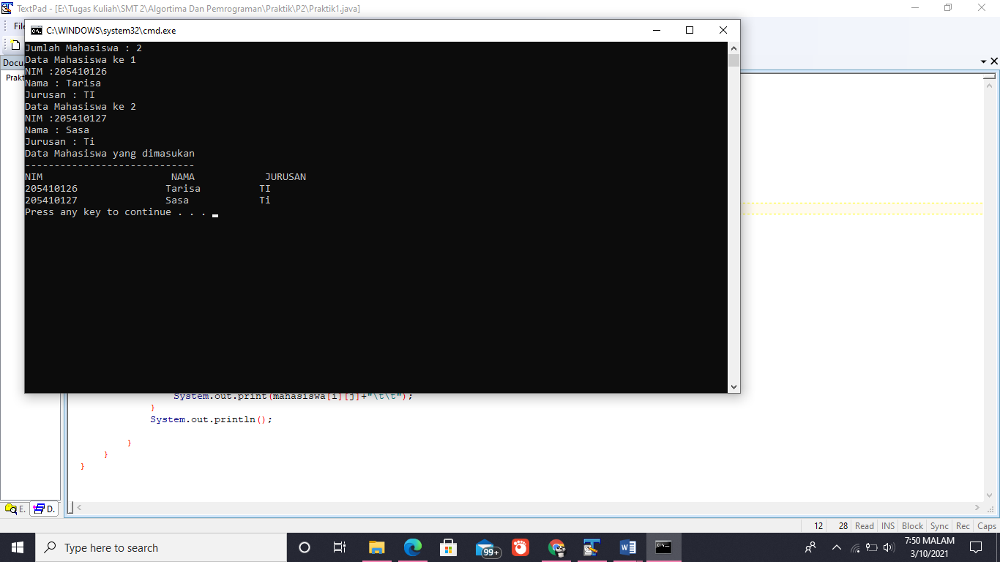 TextPad - [E:\Tugas Kuliah\SMT 2\Algortima Dan Pemrograman\Praktik\P2\Praktik1.java]
File
C:\WINDOWS\system32\cmd.exe
Docu
Prakt
Jumlah Mahasiswa : 2
Data Mahasiswa ke 1
NIM :205410126
Nama : Tarisa
Jurusan : TI
Data Mahasiswa ke 2
NIM :205410127
Nama : Sasa
Jurusan : Ti
Data Mahasiswa yang dimasukan
-----------------------------
NIM NAMA JURUSAN
205410126 Tarisa TI
205410127 Sasa Ti
Press any key to continue . . .
System.out.print(mahasiswa[i][j]+"\t\t");
}
System.out.println();
}
}
}
E. D.
12 28 Read INS Block Sync Rec Caps
Type here to search
99+
7:50 MALAM
3/10/2021